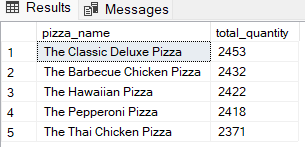 Results Messages
pizza_name total_quantity
1 The Classic Deluxe Pizza 2453
2 The Barbecue Chicken Pizza 2432
3 The Hawaiian Pizza 2422
4 The Pepperoni Pizza 2418
5 The Thai Chicken Pizza 2371